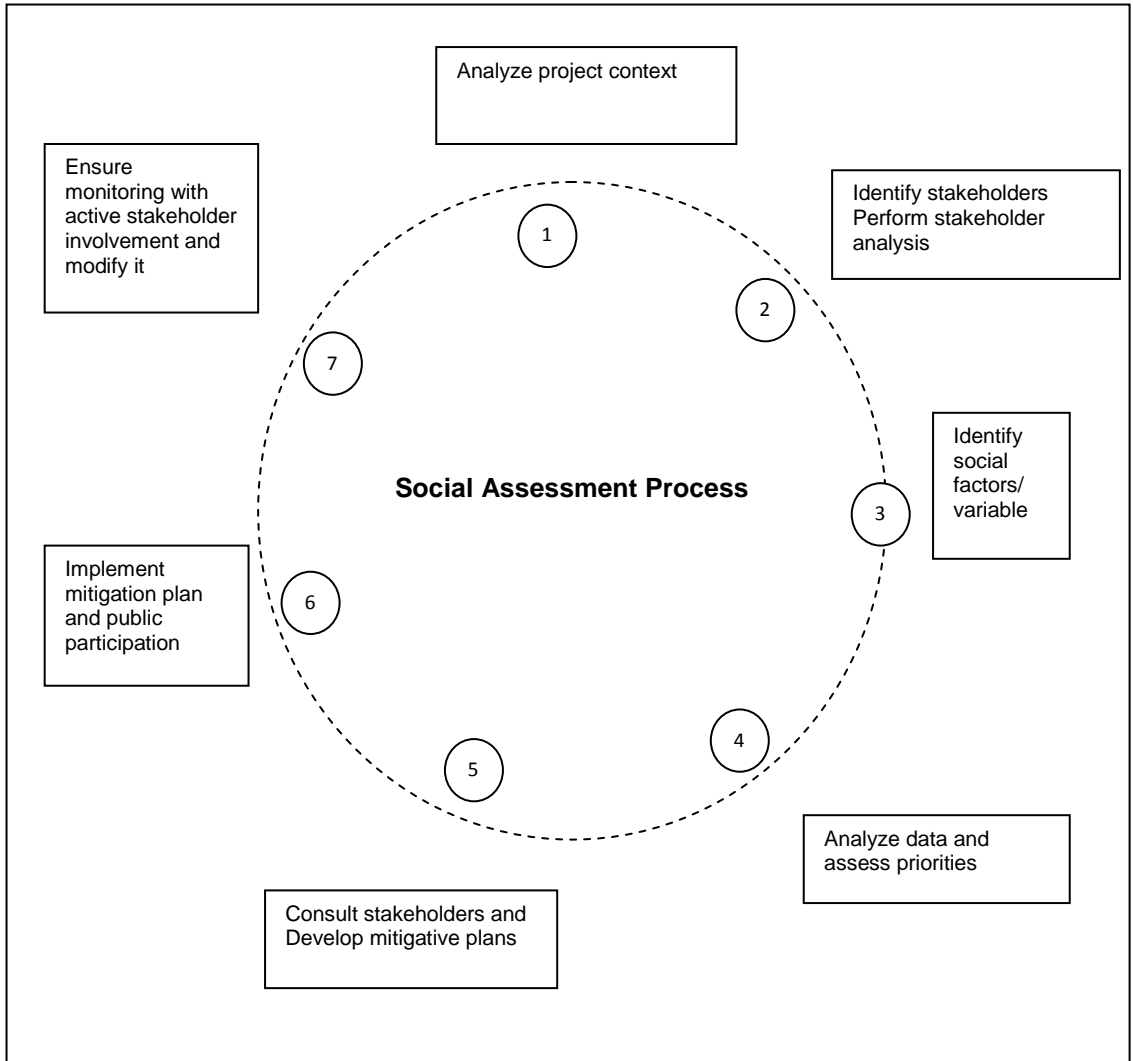 Analyze project context
Ensure
monitoring with
active stakeholder
involvement and
modify it
Identify stakeholders
Perform stakeholder
analysis
1
2
7
Identify
social
factors/
variable
Social Assessment Process
3
Implement
mitigation plan
and public
participation
6
4
5
Analyze data and
assess priorities
Consult stakeholders and
Develop mitigative plans